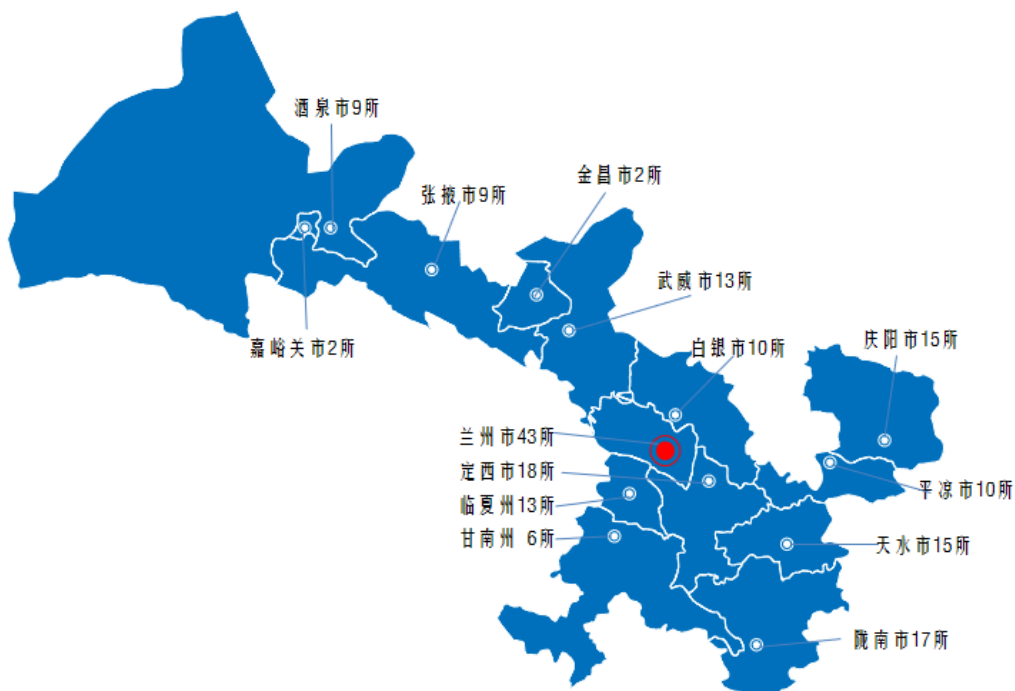 酒泉市9所
金昌市2所
张掖市9所
武威市13所
嘉峪关市2所
白银市10所
庆阳市15所
兰州市43所
定西市18所
平凉市10所
临夏州13所
甘南州 6所
天水市15所
陇南市17所